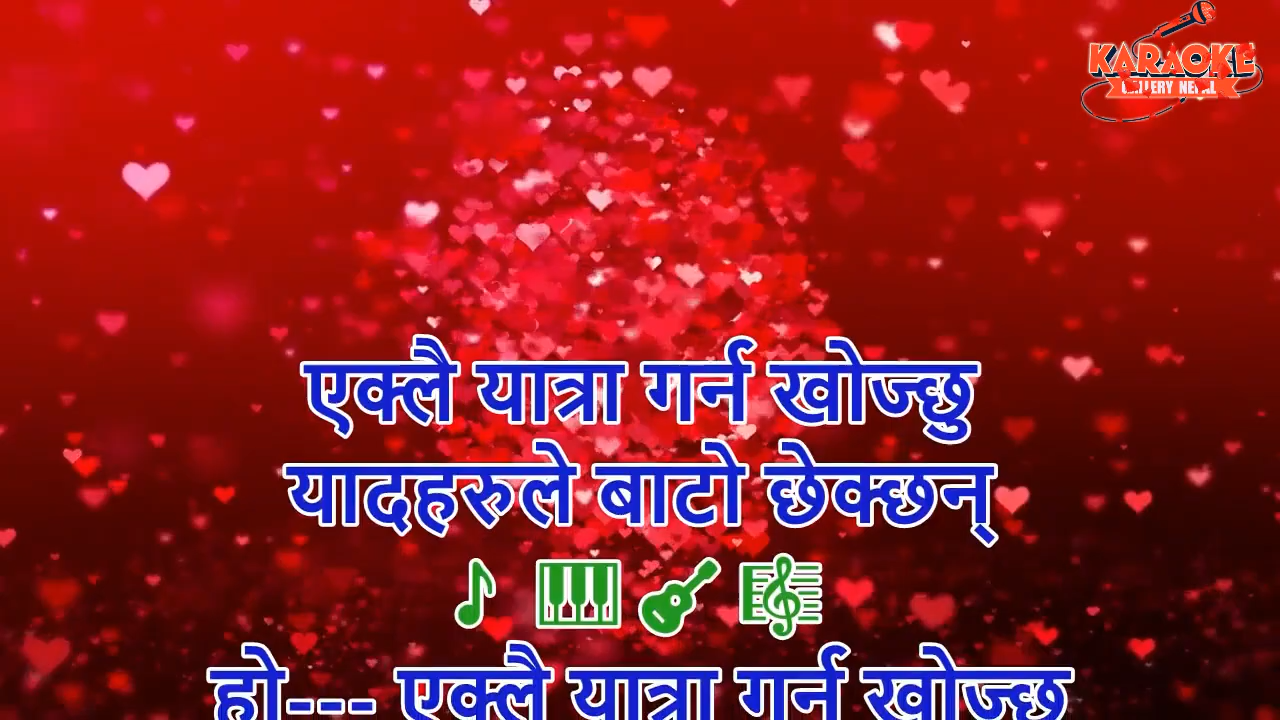 KARAOKE
एक्लै यात्रा गर्न खोज्छु
यादहरुले बाटो छेक्छन्
हो--- एक्लै यात्रा गर्न खोज्छु